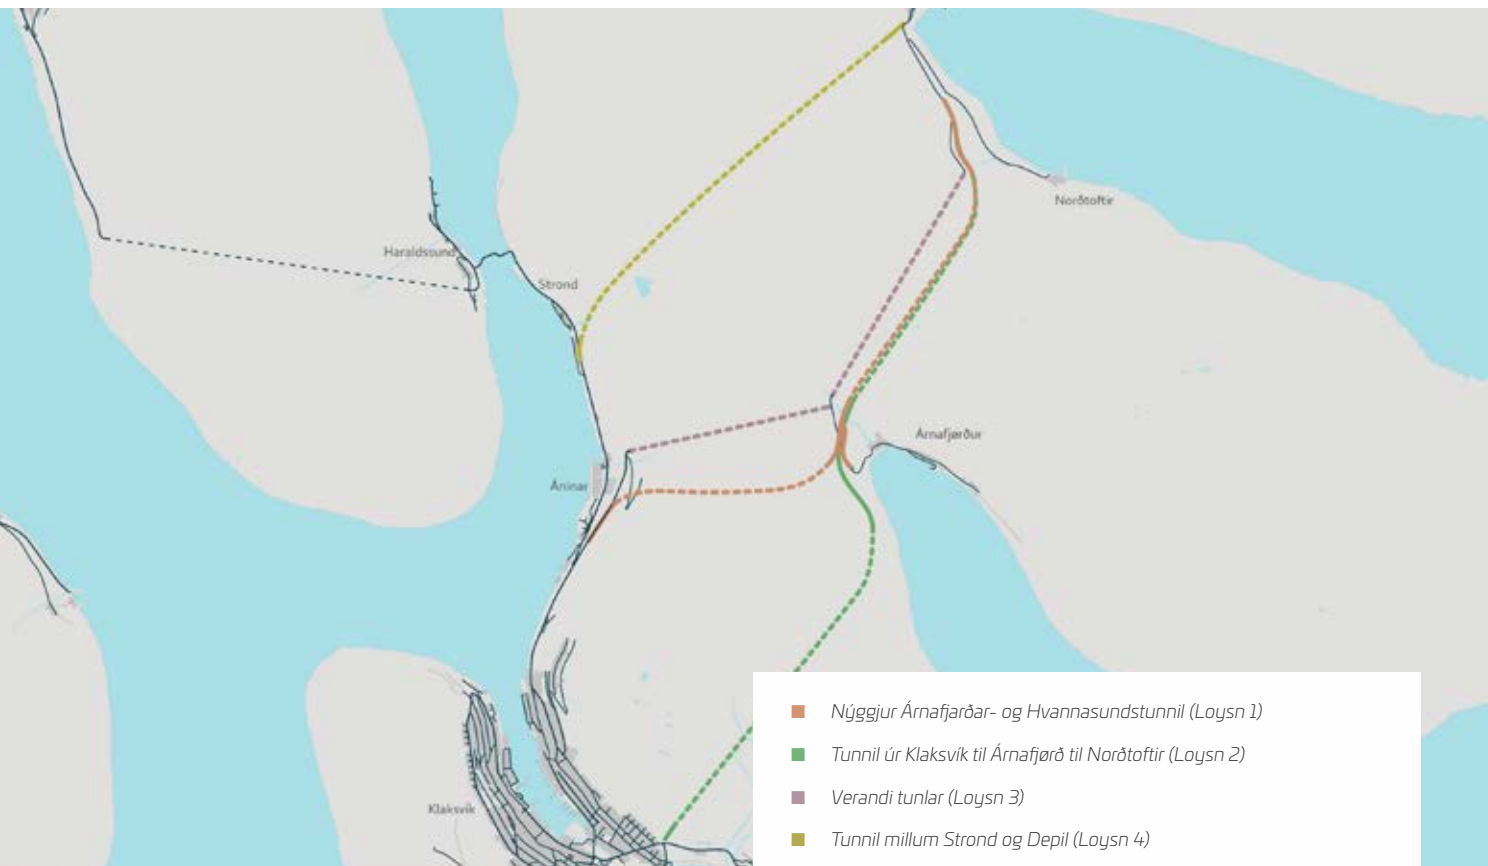 Norðtoftir
Haraldssund
Strond
Árnafjørður
Áninar
Klaksvík
Nýggjur Árnafjarðar- og Hvannasundstunnil (Loysn 1)
Tunnil úr Klaksvík til Árnafjørð til Norðtoftir (Loysn 2)
Verandi tunlar (Loysn 3)
Tunnil millum Strond og Depil (Loysn 4)